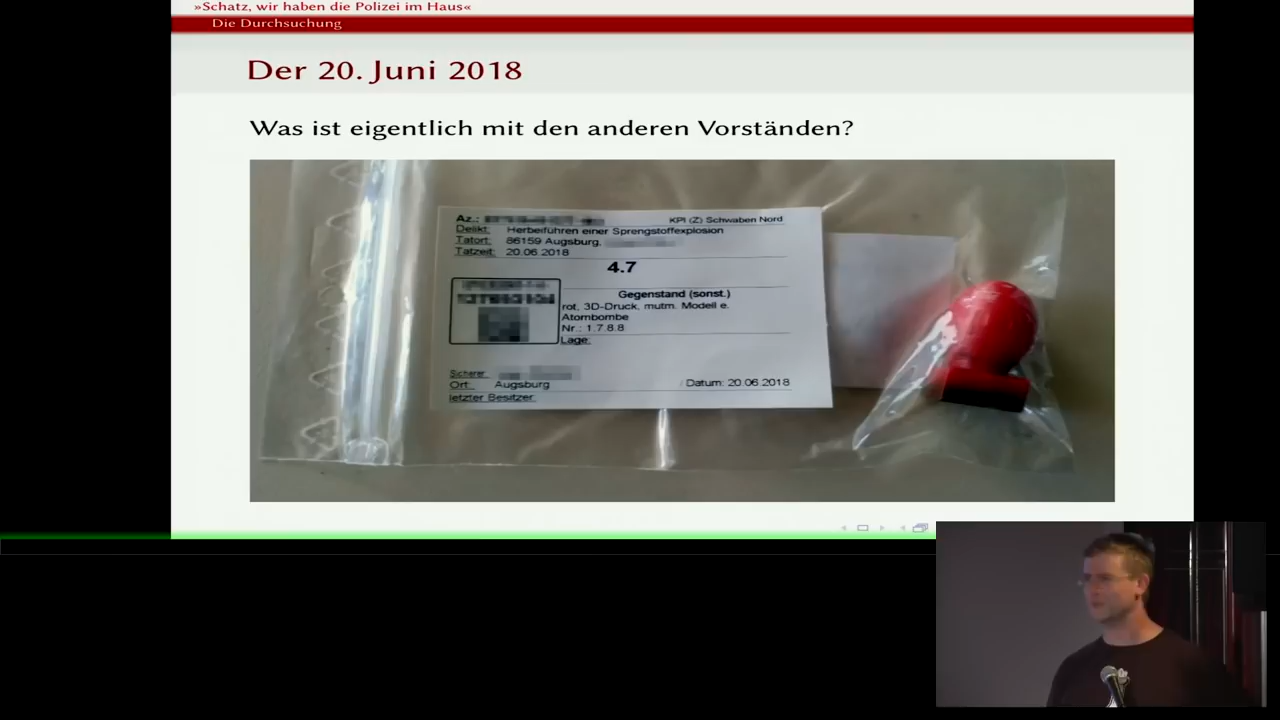 »Schatz, wir haben die Polizei im Haus«
Die Durchsuchung
Der 20. Juni 2018
Was ist eigentlich mit den anderen Vorständen?
Az.:
KPI (Z) Schwaben Nord
Delikt: Herbeiführen einer Sprengstoffexplosion
Tatort: 86159 Augsburg,
Tatzeit: 20.06.2018
4.7
Gegenstand (sonst.)
rot, 3D-Druck, mutm. Modell e.
Atombombe
Nr.: 1.7.8.8
Lage:
Sicherer
Ort: Augsburg
Datum: 20.06.2018
letzter Besitzer: